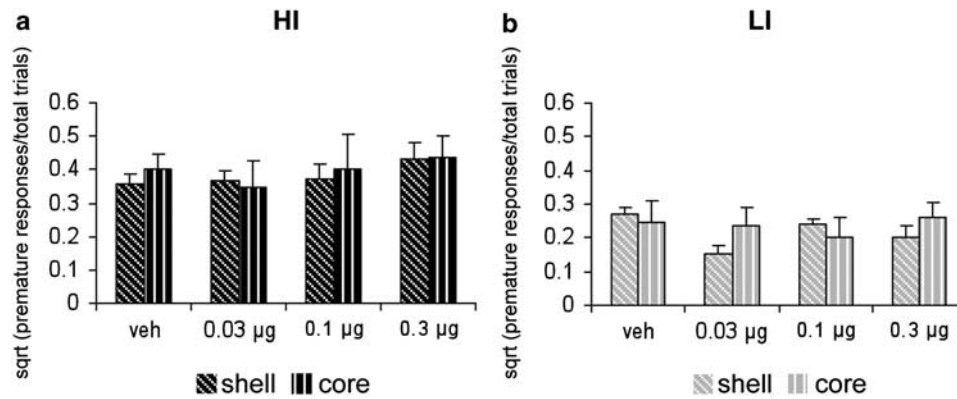 a
HI
sqrt (premature responses/total trials)
0.6
0.5
0.4
0.3
0.2
0.1
0
veh
0.03 µg
0.1 µg
0.3 µg
shell
core
b
LI
sqrt (premature responses/total trials)
0.6
0.5
0.4
0.3
0.2
0.1
0
veh
0.03 µg
0.1 µg
0.3 µg
shell
core